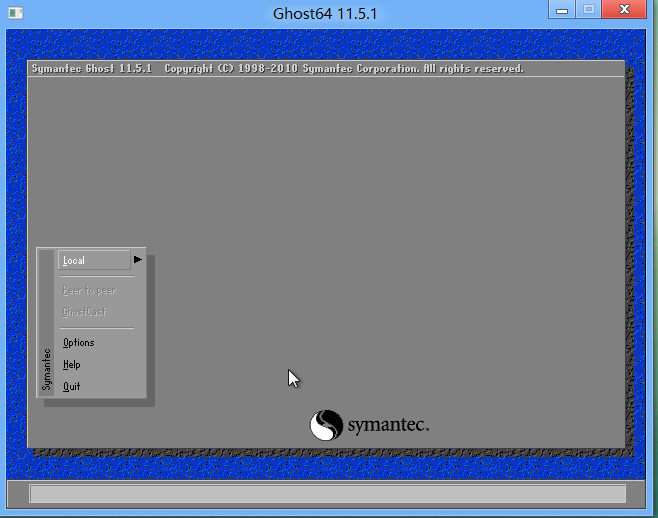 Ghost64 11.5.1
Symantec Ghost 11.5.1 Copyright (C) 1998-2010 Symantec Corporation. All rights reserved.
Local
Peer to peer
GhostCast
Options
Help
Quit
Symantec
symantec.